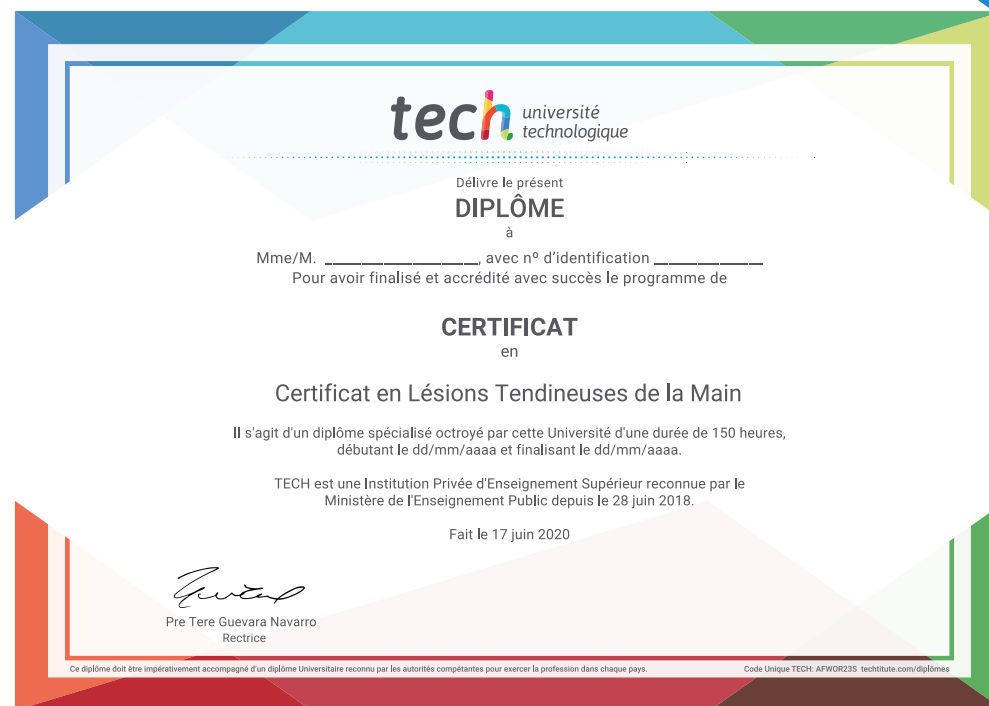 tech université
technologique
Délivre le présent
DIPLÔME
à
Mme/M. ____________________, avec nº d'identification ______________
Pour avoir finalisé et accrédité avec succès le programme de
CERTIFICAT
en
Certificat en Lésions Tendineuses de la Main
Il s'agit d'un diplôme spécialisé octroyé par cette Université d'une durée de 150 heures,
débutant le dd/mm/aaaa et finalisant le dd/mm/aaaa.
TECH est une Institution Privée d'Enseignement Supérieur reconnue par le
Ministère de l'Enseignement Public depuis le 28 juin 2018.
Fait le 17 juin 2020
Pre Tere Guevara Navarro
Rectrice
Ce diplôme doit être impérativement accompagné d'un diplôme Universitaire reconnu par les autorités compétantes pour exercer la profession dans chaque pays.
Code Unique TECH: AFWOR23S techtitute.com/diplômes